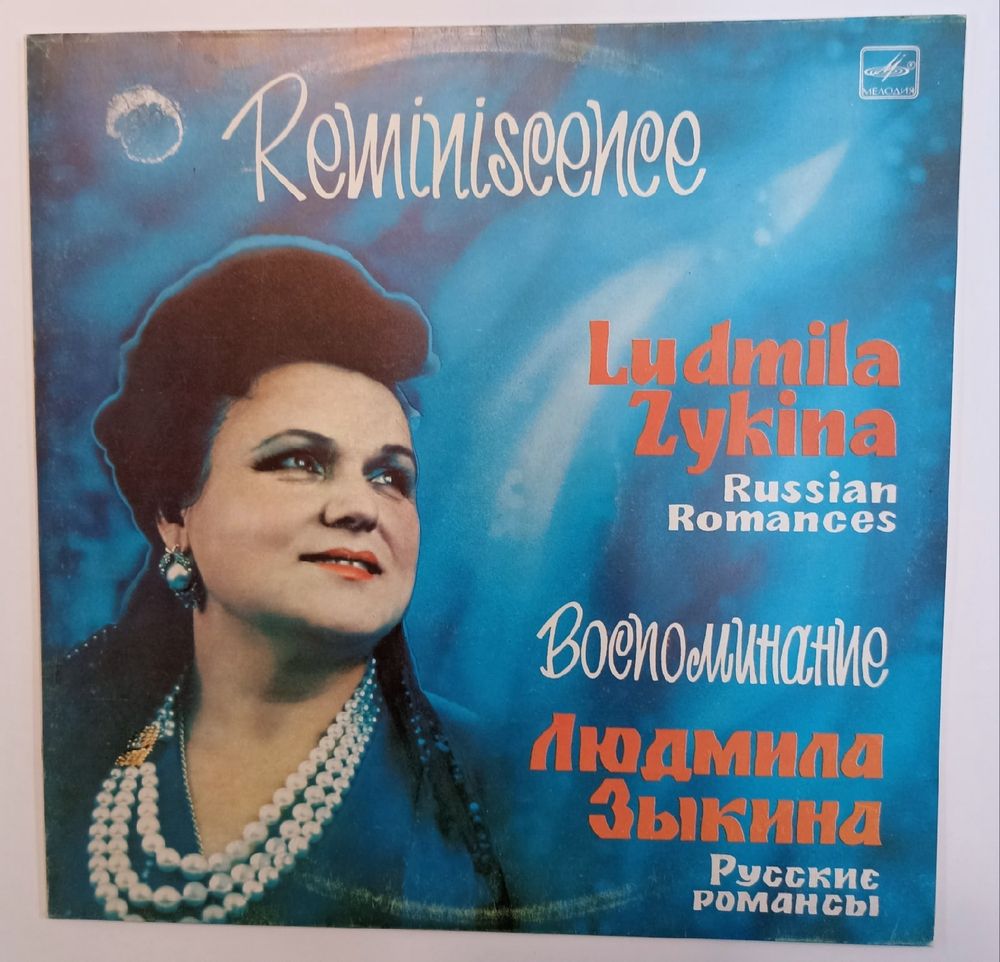 МЕЛОДИЯ
Reminiscence
Ludmila
Zykina
Russian
Romances
Воспоминание
Людмила
Зыкина
Русские
романсы